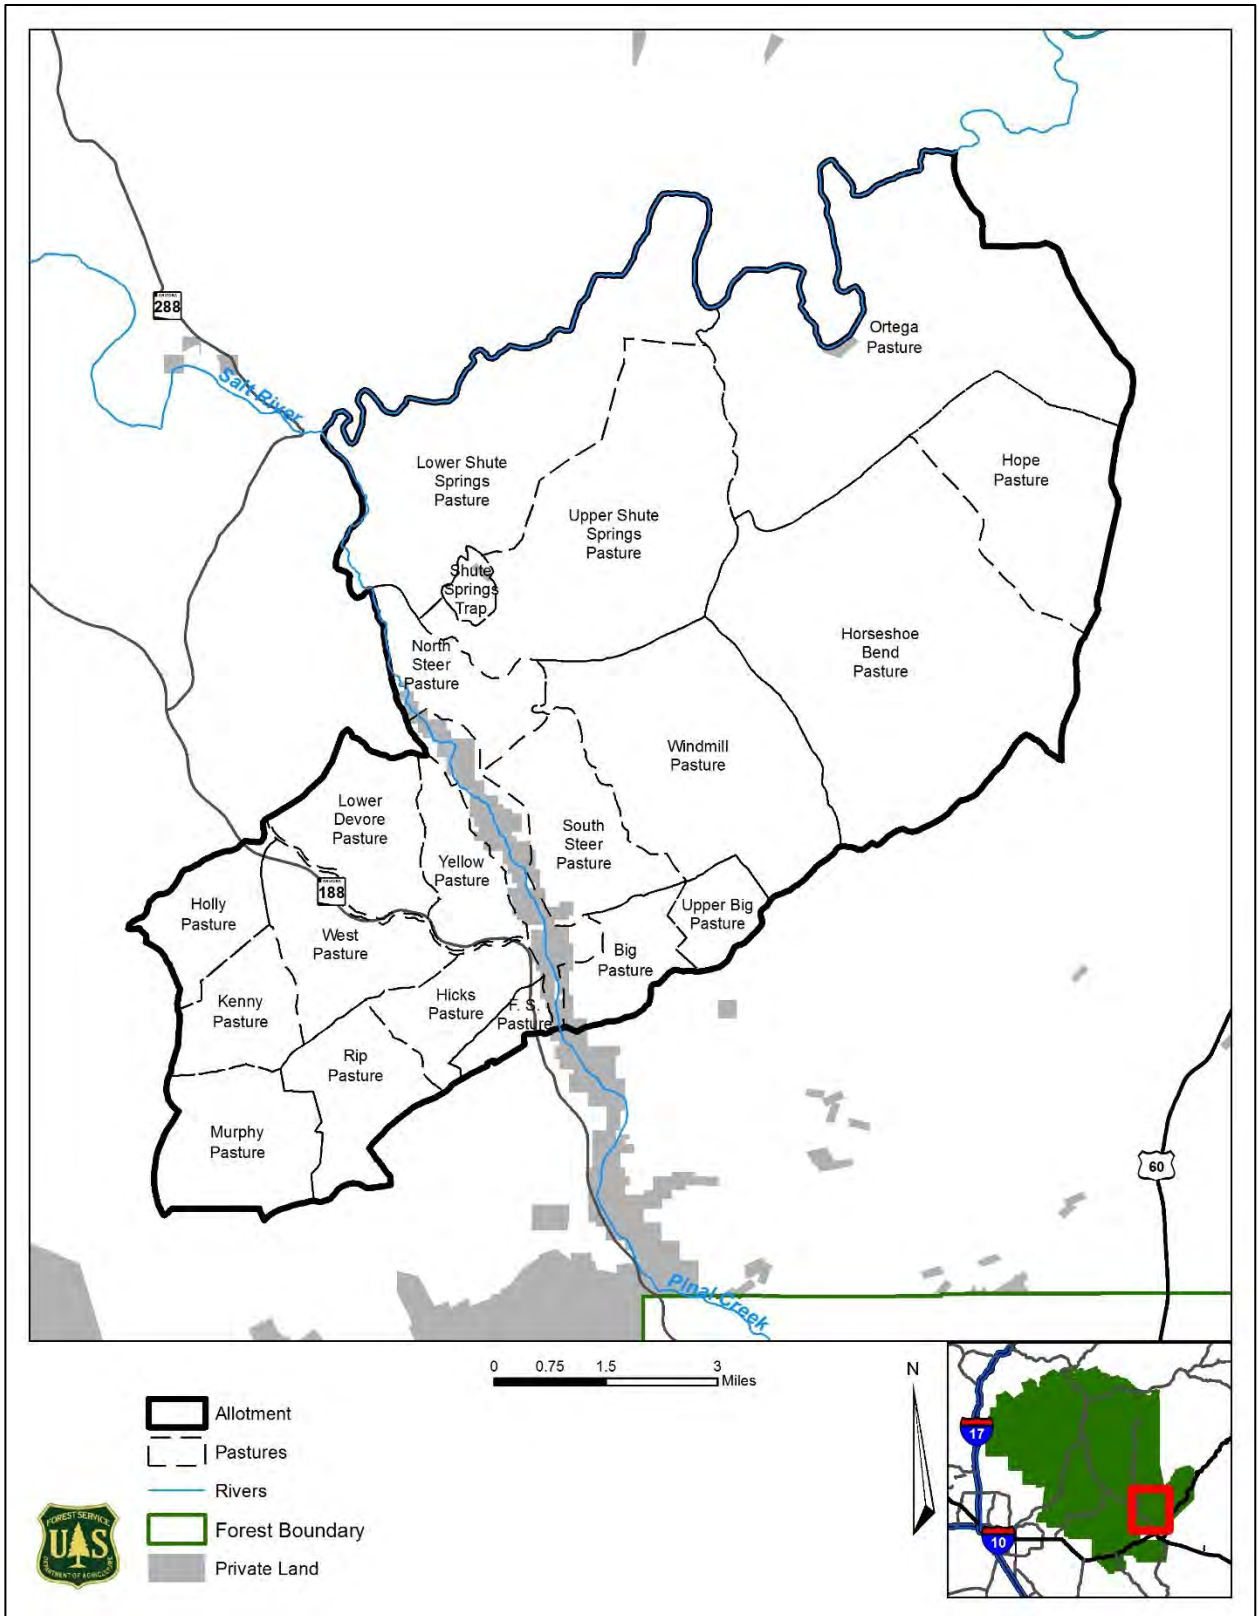 ARIZONA
288
Salt River
Ortega
Pasture
Lower Shute
Springs
Pasture
Hope
Pasture
Upper Shute
Springs
Pasture
Shute
Springs
Trap
North
Steer
Pasture
Horseshoe
Bend
Pasture
Windmill
Pasture
Lower
Devore
Pasture
South
Steer
Pasture
Yellow
Pasture
ARIZONA
188
Holly
Pasture
Upper Big
Pasture
West
Pasture
Big
Pasture
Kenny
Pasture
Hicks
Pasture
F. S.
Pasture
Rip
Pasture
Murphy
Pasture
60
Pinal Creek
0 0.75 1.5 3
Miles
N
Allotment
Pastures
Rivers
Forest Boundary
Private Land
FOREST SERVICE
U S
DEPARTMENT OF AGRICULTURE
17
10